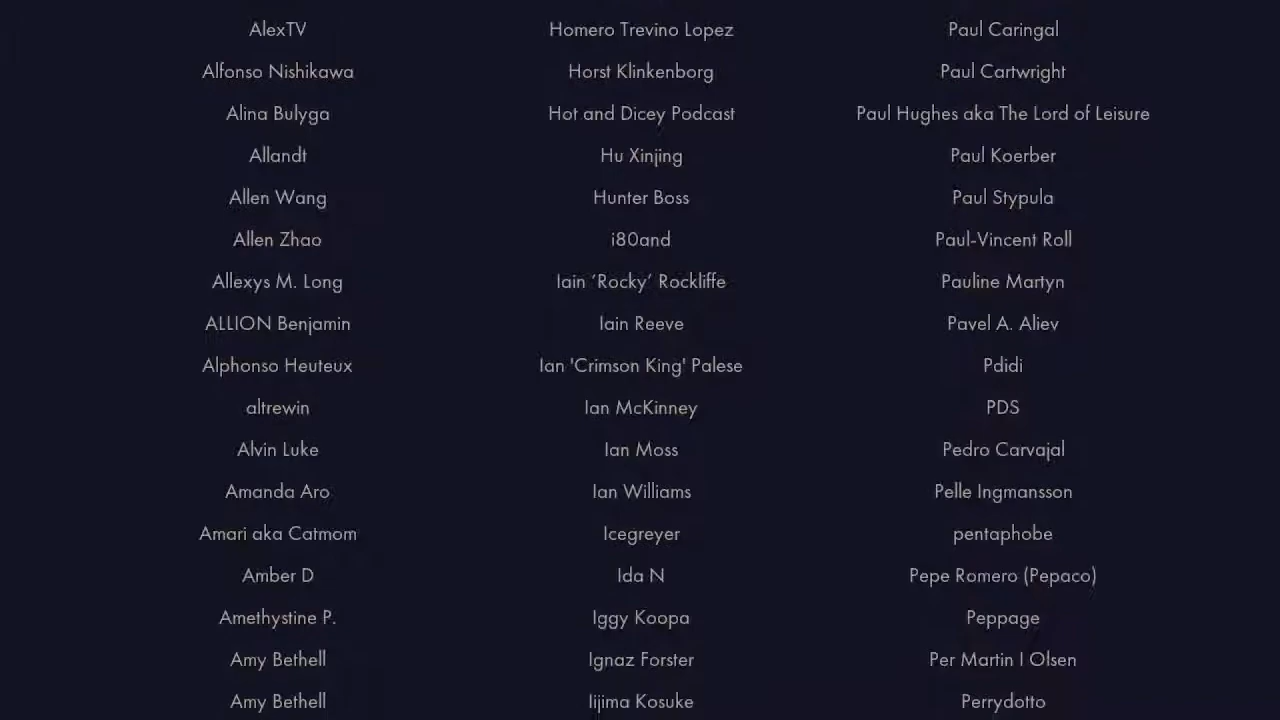 AlexTV
Alfonso Nishikawa
Alina Bulyga
Allandt
Allen Wang
Allen Zhao
Allexys M. Long
ALLION Benjamin
Alphonso Heuteux
altrewin
Alvin Luke
Amanda Aro
Amari aka Catmom
Amber D
Amethystine P.
Amy Bethell
Amy Bethell
Homero Trevino Lopez
Horst Klinkenborg
Hot and Dicey Podcast
Hu Xinjing
Hunter Boss
i80and
Iain ‘Rocky’ Rockliffe
Iain Reeve
Ian 'Crimson King' Palese
Ian McKinney
Ian Moss
Ian Williams
Icegreyer
Ida N
Iggy Koopa
Ignaz Forster
Iijima Kosuke
Paul Caringal
Paul Cartwright
Paul Hughes aka The Lord of Leisure
Paul Koerber
Paul Stypula
Paul-Vincent Roll
Pauline Martyn
Pavel A. Aliev
Pdidi
PDS
Pedro Carvajal
Pelle Ingmansson
pentaphobe
Pepe Romero (Pepaco)
Peppage
Per Martin I Olsen
Perrydotto